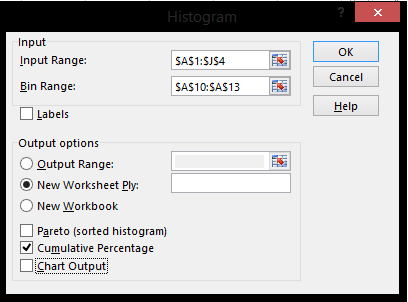 Histogram
? ×
Input
Input Range: $A$1:$J$4
Bin Range: $A$10:$A$13
Labels
OK
Cancel
Help
Output options
Output Range:
New Worksheet Ply:
New Workbook
Pareto (sorted histogram)
Cumulative Percentage
Chart Output